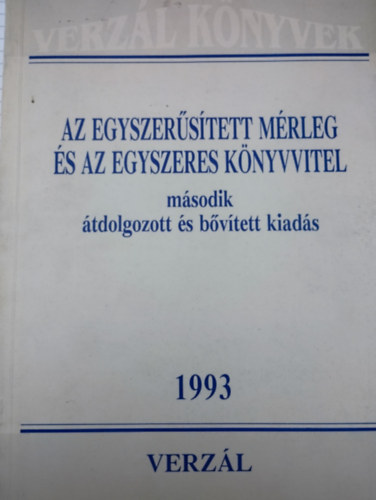 VERZÁL KÖNYVEK
AZ EGYSZERŰSÍTETT MÉRLEG
ÉS AZ EGYSZERES KÖNYVVITEL
második
átdolgozott és bővített kiadás
1993
VERZÁL